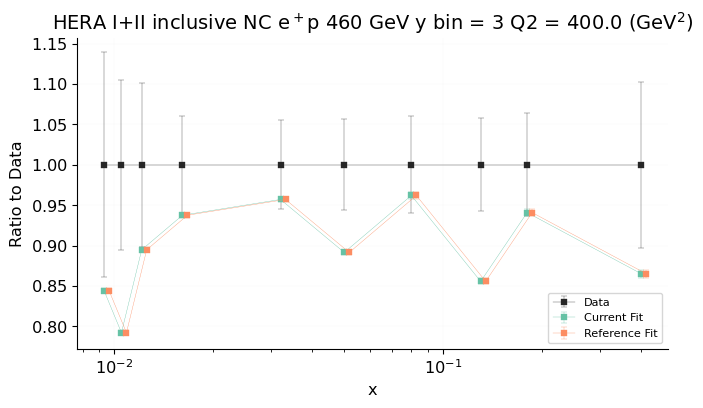 HERA I+II inclusive NC e⁺p 460 GeV y bin = 3 Q2 = 400.0 (GeV²)
Ratio to Data
1.15
1.10
1.05
1.00
0.95
0.90
0.85
0.80
10⁻²
10⁻¹
x
Data
Current Fit
Reference Fit